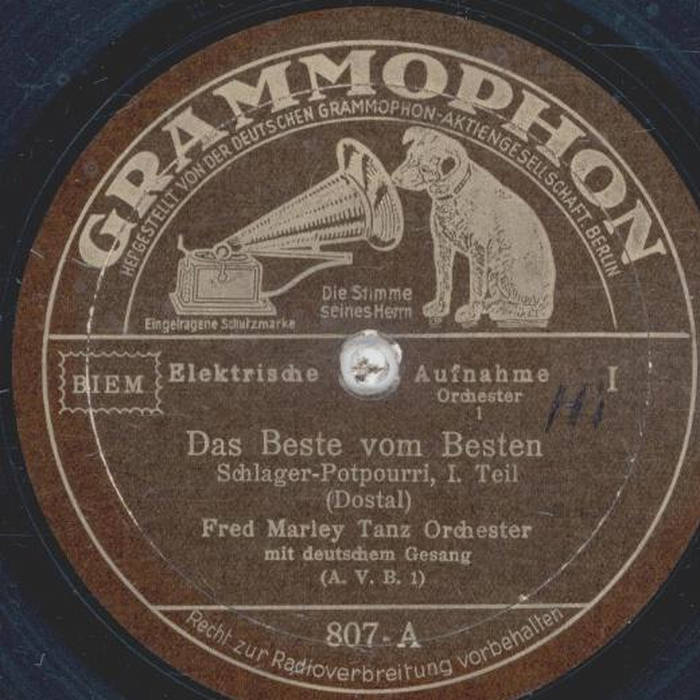 GRAMMOPHON
HERGESTELLT VON DER DEUTSCHEN GRAMMOPHON-AKTIENGESELLSCHAFT. BERLIN
Die Stimme
seines Herrn
Eingetragene Schutzmarke
BIEM Elektrische Aufnahme I
Orchester
1
Das Beste vom Besten
Schlager-Potpourri, I. Teil
(Dostal)
Fred Marley Tanz Orchester
mit deutschem Gesang
(A. V. B. 1)
807-A
Recht zur Radioverbreitung vorbehalten